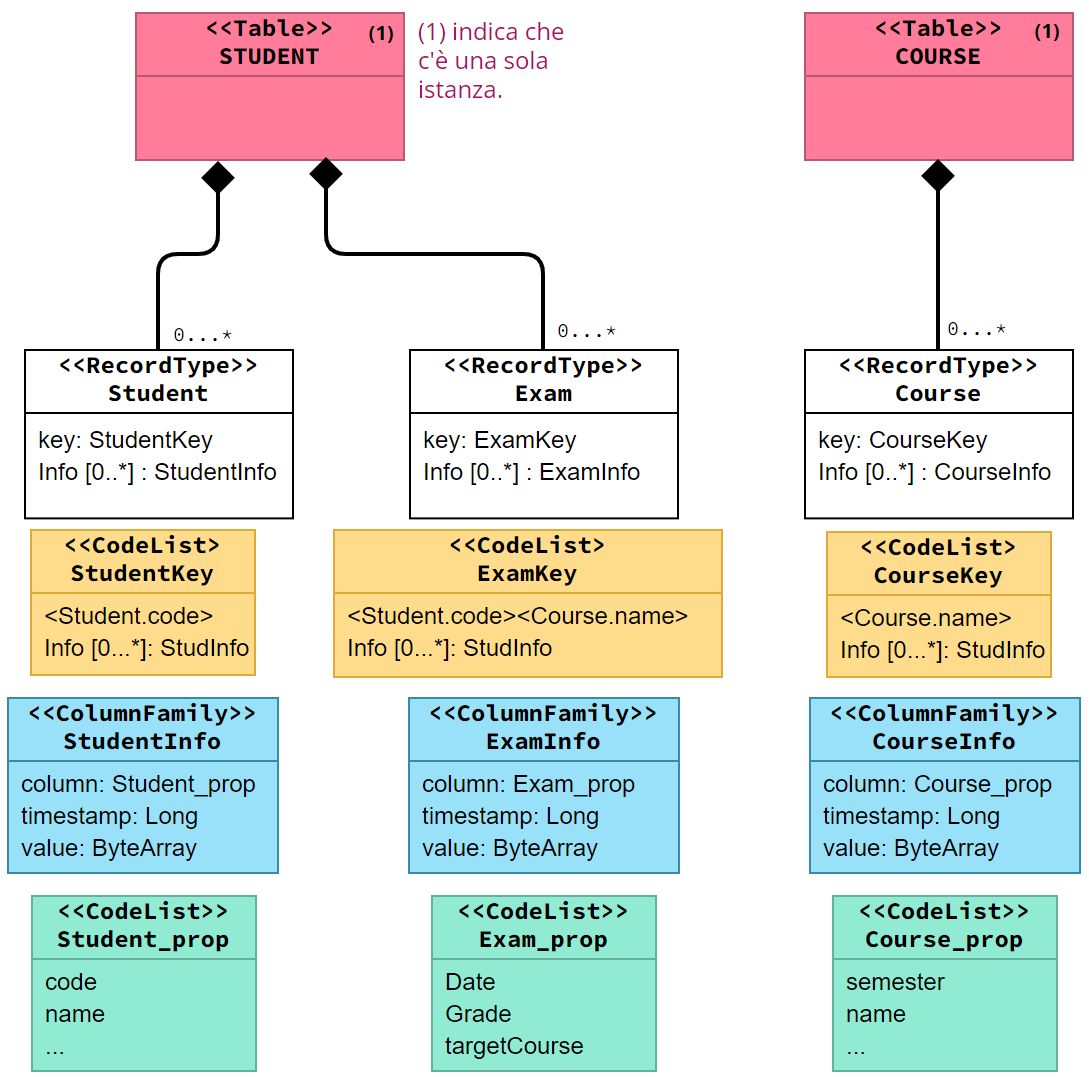 <<Table>> (1)
STUDENT
(1) indica che
c'è una sola
istanza.
<<Table>> (1)
COURSE
0...*
0...*
0...*
<<RecordType>>
Student
key: StudentKey
Info [0..*] : StudentInfo
<<RecordType>>
Exam
key: ExamKey
Info [0..*] : ExamInfo
<<RecordType>>
Course
key: CourseKey
Info [0..*] : CourseInfo
<<CodeList>
StudentKey
<Student.code>
Info [0...*]: StudInfo
<<CodeList>
ExamKey
<Student.code><Course.name>
Info [0...*]: StudInfo
<<CodeList>
CourseKey
<Course.name>
Info [0...*]: StudInfo
<<ColumnFamily>>
StudentInfo
column: Student_prop
timestamp: Long
value: ByteArray
<<ColumnFamily>>
ExamInfo
column: Exam_prop
timestamp: Long
value: ByteArray
<<ColumnFamily>>
CourseInfo
column: Course_prop
timestamp: Long
value: ByteArray
<<CodeList>>
Student_prop
code
name
...
<<CodeList>>
Exam_prop
Date
Grade
targetCourse
<<CodeList>>
Course_prop
semester
name
...